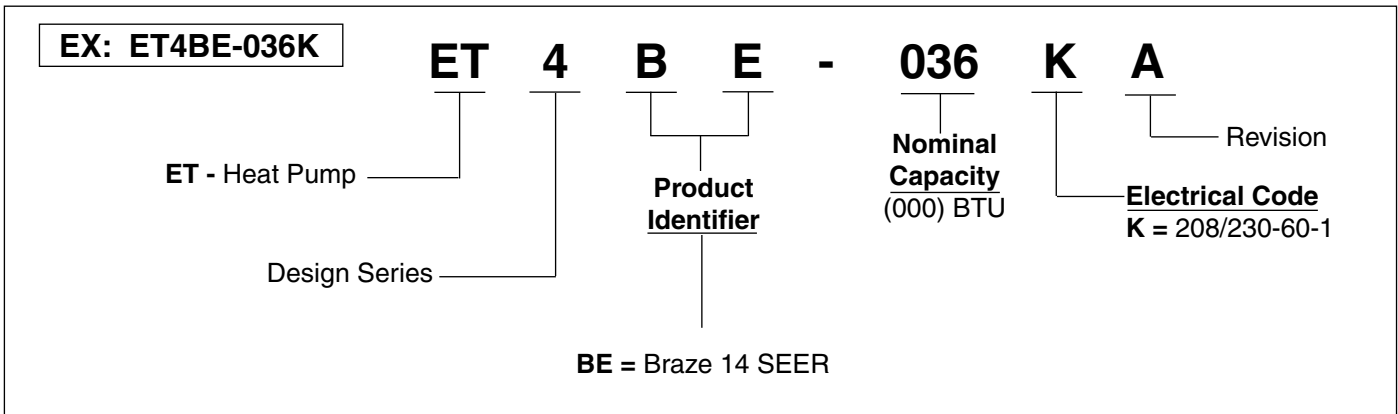 EX: ET4BE-036K
ET 4 B E - 036 K A
Revision
Nominal
Capacity
(000) BTU
ET - Heat Pump
Product
Identifier
Electrical Code
K = 208/230-60-1
Design Series
BE = Braze 14 SEER